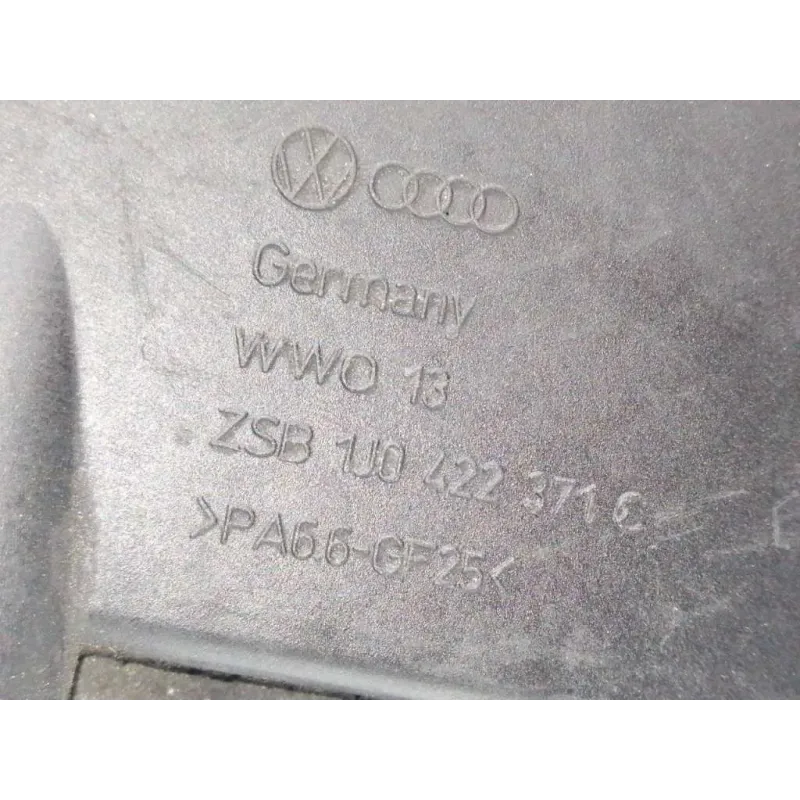 Germany
WWO 13
ZSB 1J0 422 371 C
>PA6.6-GF25<